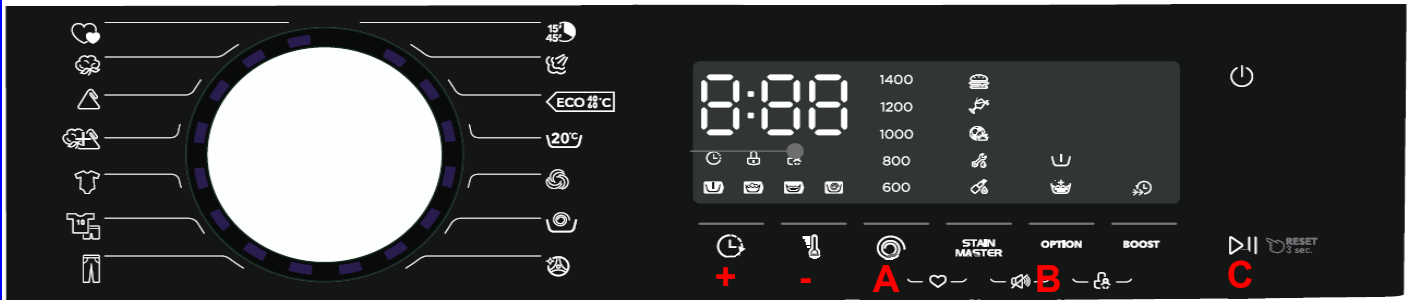 15'
45'
ECO 40°C
60
20℃
10
8:88
1400
1200
1000
800
600
STAIN
MASTER
OPTION
BOOST
RESET
3 sec.
+
-
A
B
C